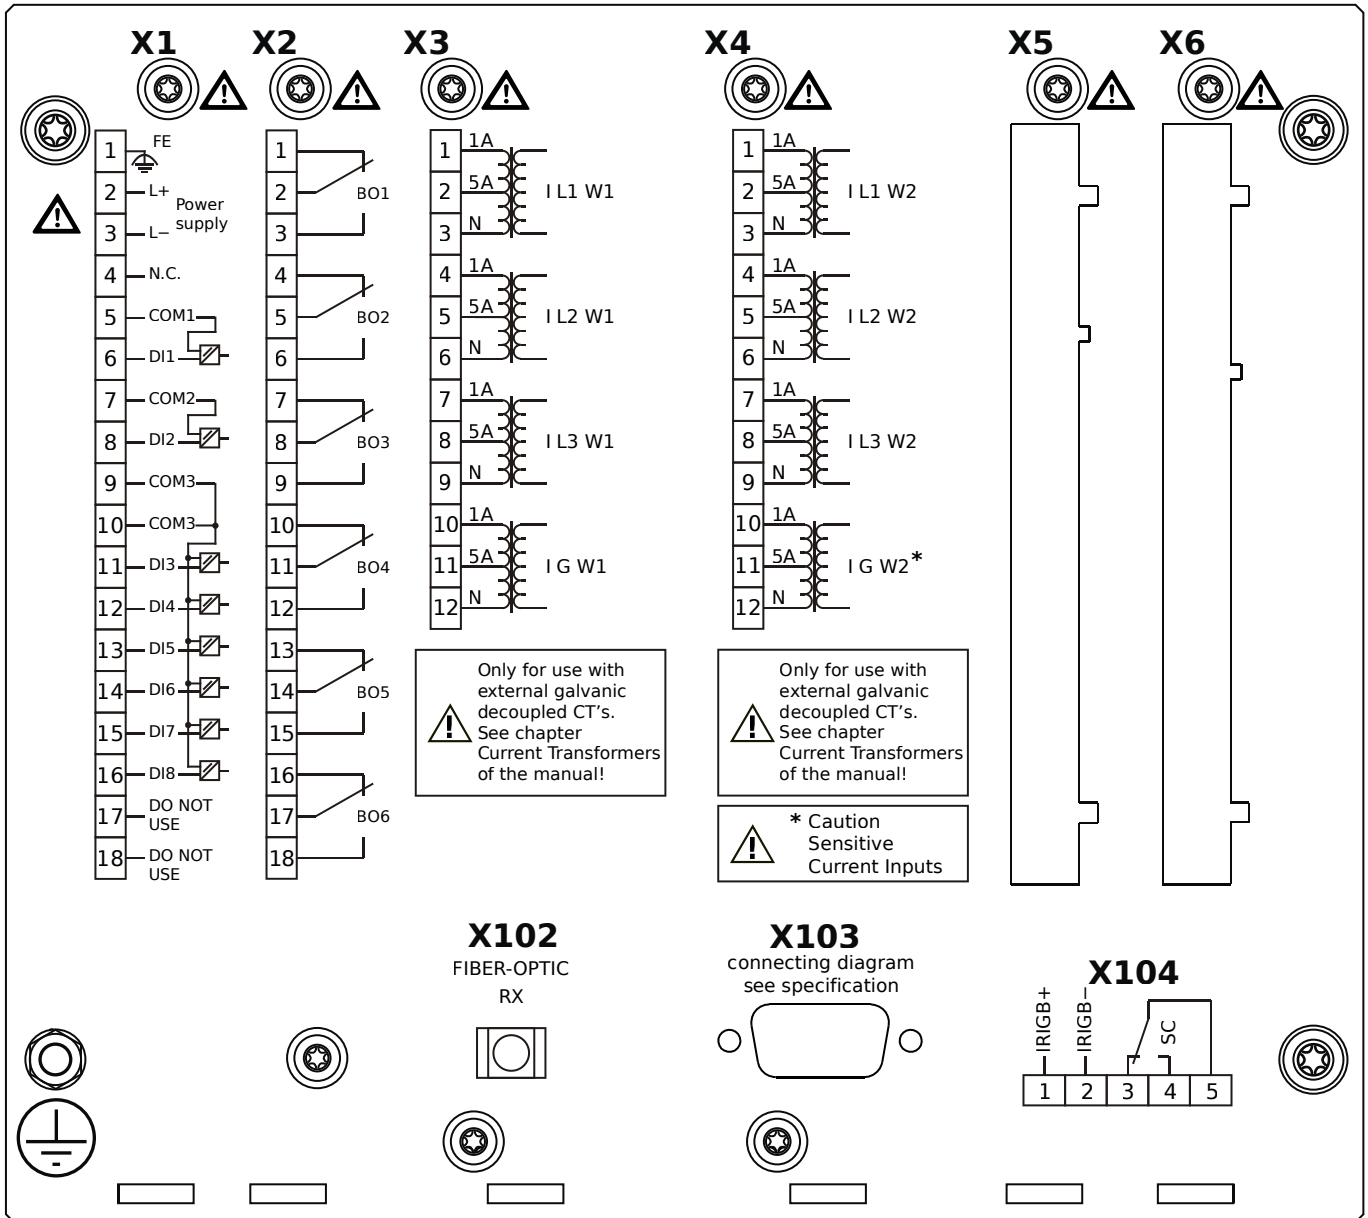 X1
X2
X3
X4
X5
X6
1
FE
2
L+
Power
supply
3
L−
4
N.C.
5
COM1
6
DI1
7
COM2
8
DI2
9
COM3
10
COM3
11
DI3
12
DI4
13
DI5
14
DI6
15
DI7
16
DI8
17
DO NOT
USE
18
DO NOT
USE
1
2
BO1
3
4
5
BO2
6
7
8
BO3
9
10
11
BO4
12
13
14
BO5
15
16
17
BO6
18
1 1A
2 5A I L1 W1
3 N
4 1A
5 5A I L2 W1
6 N
7 1A
8 5A I L3 W1
9 N
10 1A
11 5A I G W1
12 N
Only for use with
external galvanic
decoupled CT's.
See chapter
Current Transformers
of the manual!
1 1A
2 5A I L1 W2
3 N
4 1A
5 5A I L2 W2
6 N
7 1A
8 5A I L3 W2
9 N
10 1A
11 5A I G W2*
12 N
Only for use with
external galvanic
decoupled CT's.
See chapter
Current Transformers
of the manual!
* Caution
Sensitive
Current Inputs
X102
FIBER-OPTIC
RX
X103
connecting diagram
see specification
X104
IRIGB+
IRIGB−
SC
1 2 3 4 5